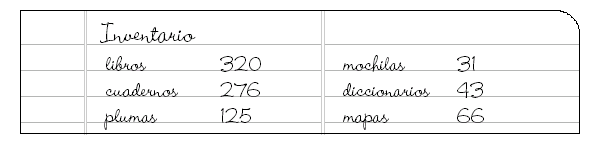 Inventario
libros 320 mochilas 31
cuadernos 276 diccionarios 43
plumas 125 mapas 66